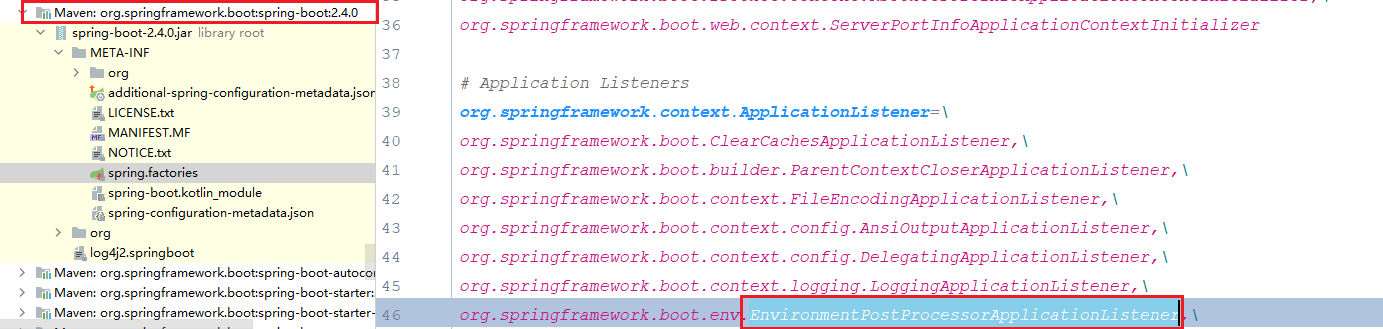 Maven: org.springframework.boot:spring-boot:2.4.0
spring-boot-2.4.0.jar library root
META-INF
org
additional-spring-configuration-metadata.json
LICENSE.txt
MANIFEST.MF
NOTICE.txt
spring.factories
spring-boot.kotlin_module
spring-configuration-metadata.json
org
log4j2.springboot
Maven: org.springframework.boot:spring-boot-autocon
Maven: org.springframework.boot:spring-boot-starter:
Maven: org.springframework.boot:spring-boot-starter-
36 org.springframework.boot.web.context.ServerPortInfoApplicationContextInitializer
37
38 # Application Listeners
39 org.springframework.context.ApplicationListener=\
40 org.springframework.boot.ClearCachesApplicationListener,\
41 org.springframework.boot.builder.ParentContextCloserApplicationListener,\
42 org.springframework.boot.context.FileEncodingApplicationListener,\
43 org.springframework.boot.context.config.AnsiOutputApplicationListener,\
44 org.springframework.boot.context.config.DelegatingApplicationListener,\
45 org.springframework.boot.context.logging.LoggingApplicationListener,\
46 org.springframework.boot.env.EnvironmentPostProcessorApplicationListener,\